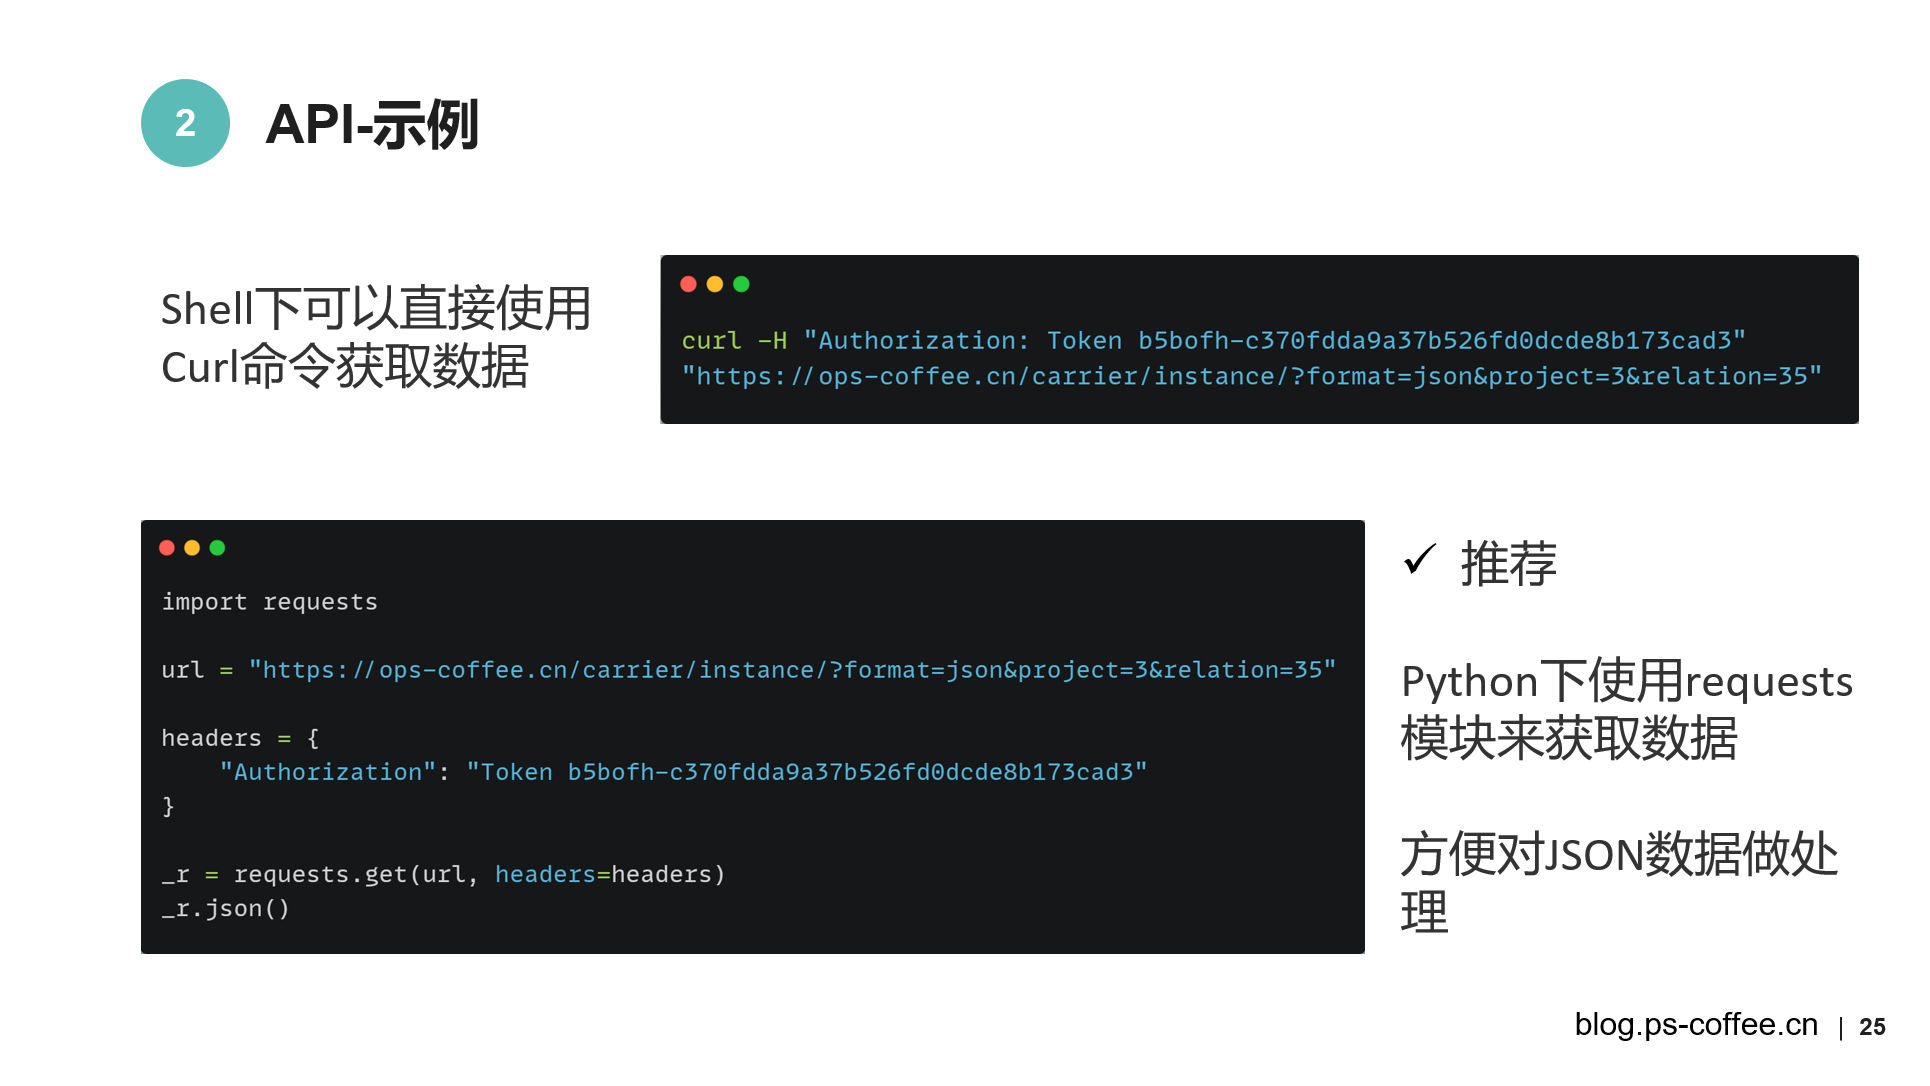 2
API-示例
Shell下可以直接使用
Curl命令获取数据
curl -H "Authorization: Token b5bofh-c370fdda9a37b526fd0dcde8b173cad3"
"https://ops-coffee.cn/carrier/instance/?format=json&project=3&relation=35"
import requests
url = "https://ops-coffee.cn/carrier/instance/?format=json&project=3&relation=35"
headers = {
    "Authorization": "Token b5bofh-c370fdda9a37b526fd0dcde8b173cad3"
}
_r = requests.get(url, headers=headers)
_r.json()
✓ 推荐
Python下使用requests
模块来获取数据
方便对JSON数据做处
理
blog.ps-coffee.cn | 25